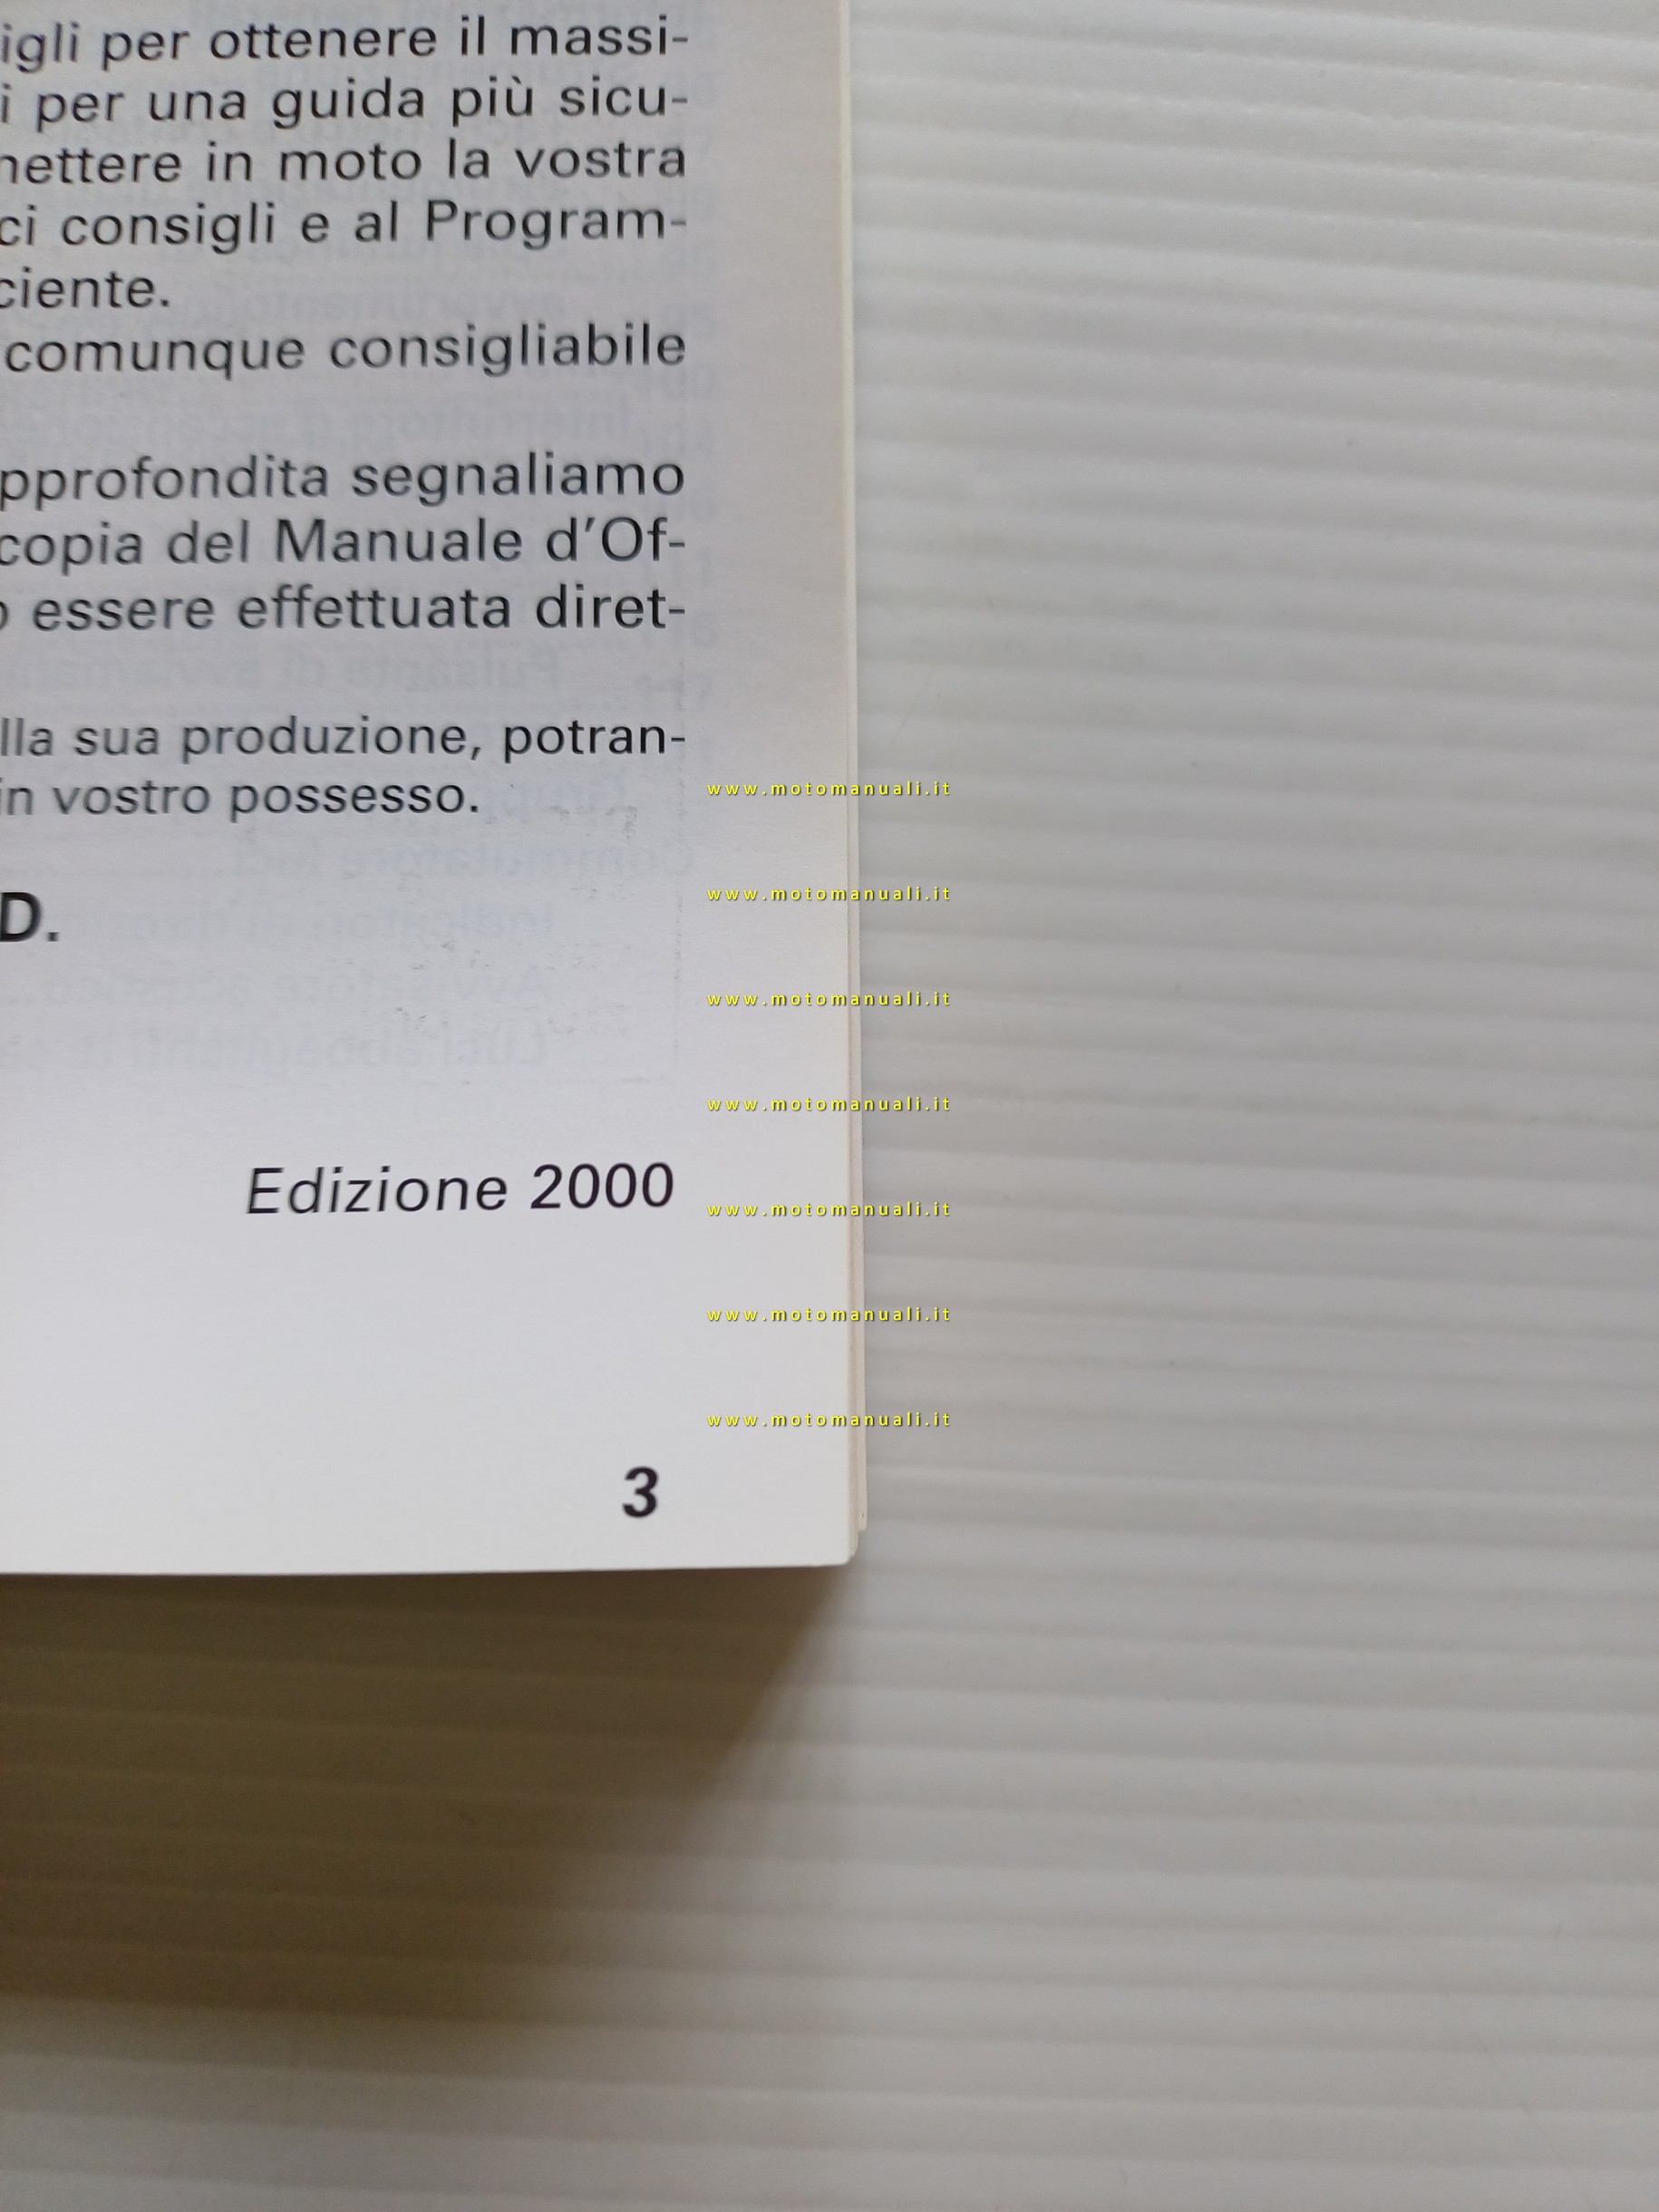 igli per ottenere il massi-
i per una guida più sicu-
mettere in moto la vostra
ci consigli e al Program-
ciente.
comunque consigliabile
pprofondita segnaliamo
copia del Manuale d'Of-
o essere effettuata diret-
lla sua produzione, potran-
in vostro possesso.
D.
Edizione 2000
3
www.motomanuali.it
www.motomanuali.it
www.motomanuali.it
www.motomanuali.it
www.motomanuali.it
www.motomanuali.it
www.motomanuali.it